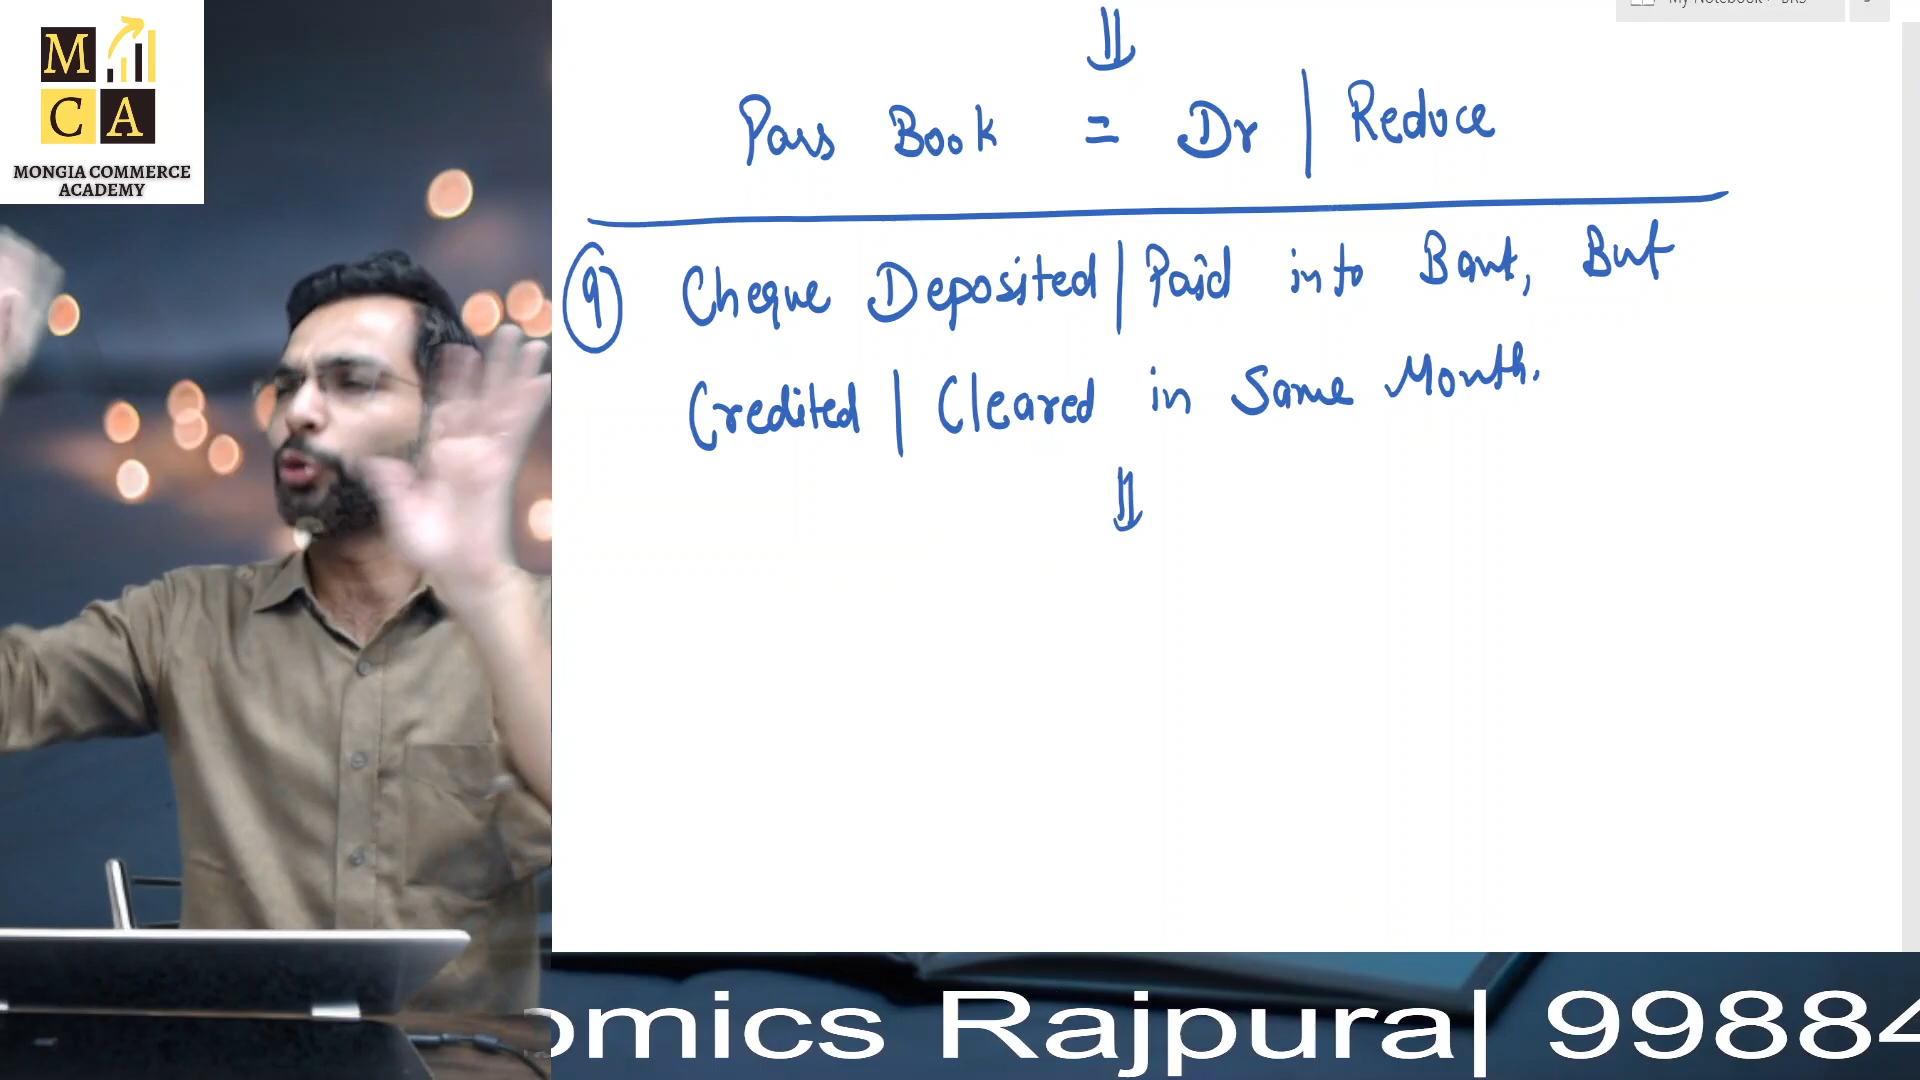 M
C A
MONGIA COMMERCE
ACADEMY
Pass Book = Dr | Reduce
9 Cheque Deposited | Paid into Bank, But
Credited | Cleared in Same Month.
omics Rajpura| 99884